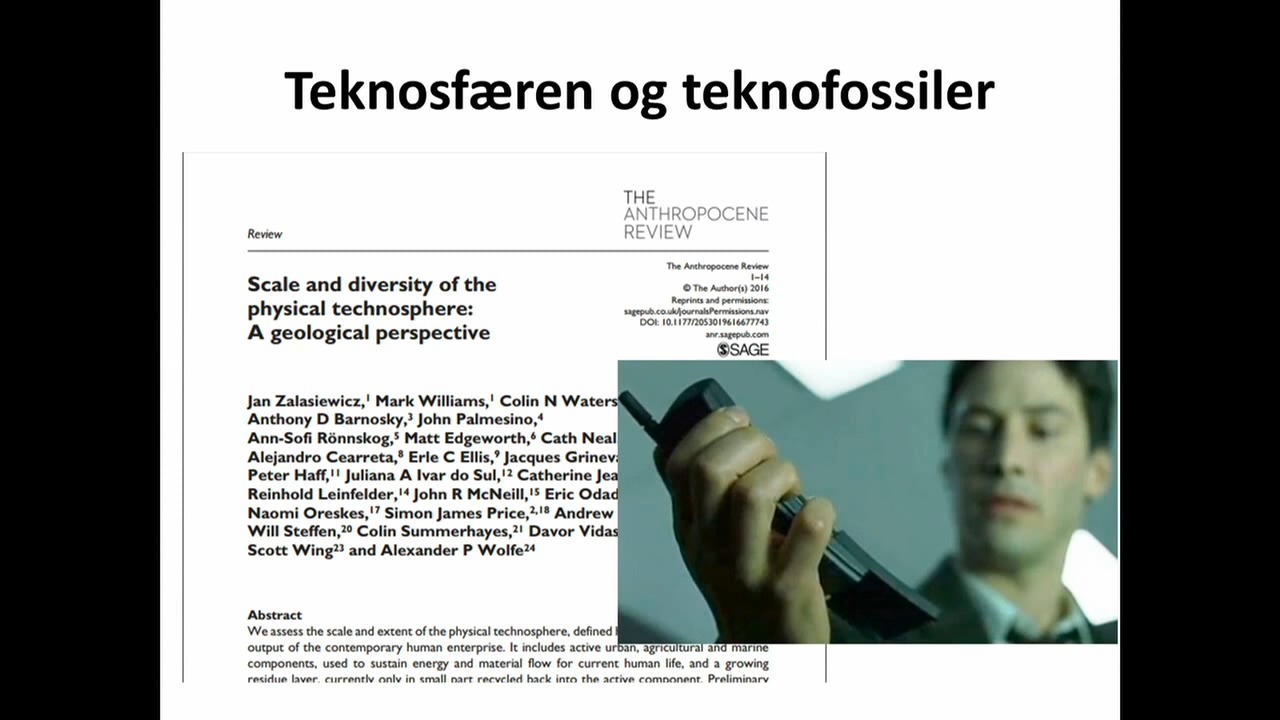 Teknosfæren og teknofossiler
THE
ANTHROPOCENE
REVIEW
Review
The Anthropocene Review
1–14
© The Author(s) 2016
Reprints and permissions:
sagepub.co.uk/journalsPermissions.nav
DOI: 10.1177/2053019616677743
anr.sagepub.com
SAGE
Scale and diversity of the
physical technosphere:
A geological perspective
Jan Zalasiewicz,¹ Mark Williams,¹ Colin N Waters
Anthony D Barnosky,³ John Palmesino,⁴
Ann-Sofi Rönnskog,⁵ Matt Edgeworth,⁶ Cath Neal
Alejandro Cearreta,⁸ Erle C Ellis,⁹ Jacques Grinev
Peter Haff,¹¹ Juliana A Ivar do Sul,¹² Catherine Jea
Reinhold Leinfelder,¹⁴ John R McNeill,¹⁵ Eric Odad
Naomi Oreskes,¹⁷ Simon James Price,²,¹⁸ Andrew
Will Steffen,²⁰ Colin Summerhayes,²¹ Davor Vidas
Scott Wing²³ and Alexander P Wolfe²⁴
Abstract
We assess the scale and extent of the physical technosphere, defined
output of the contemporary human enterprise. It includes active urban, agricultural and marine
components, used to sustain energy and material flow for current human life, and a growing
residue layer, currently only in small part recycled back into the active component. Preliminary